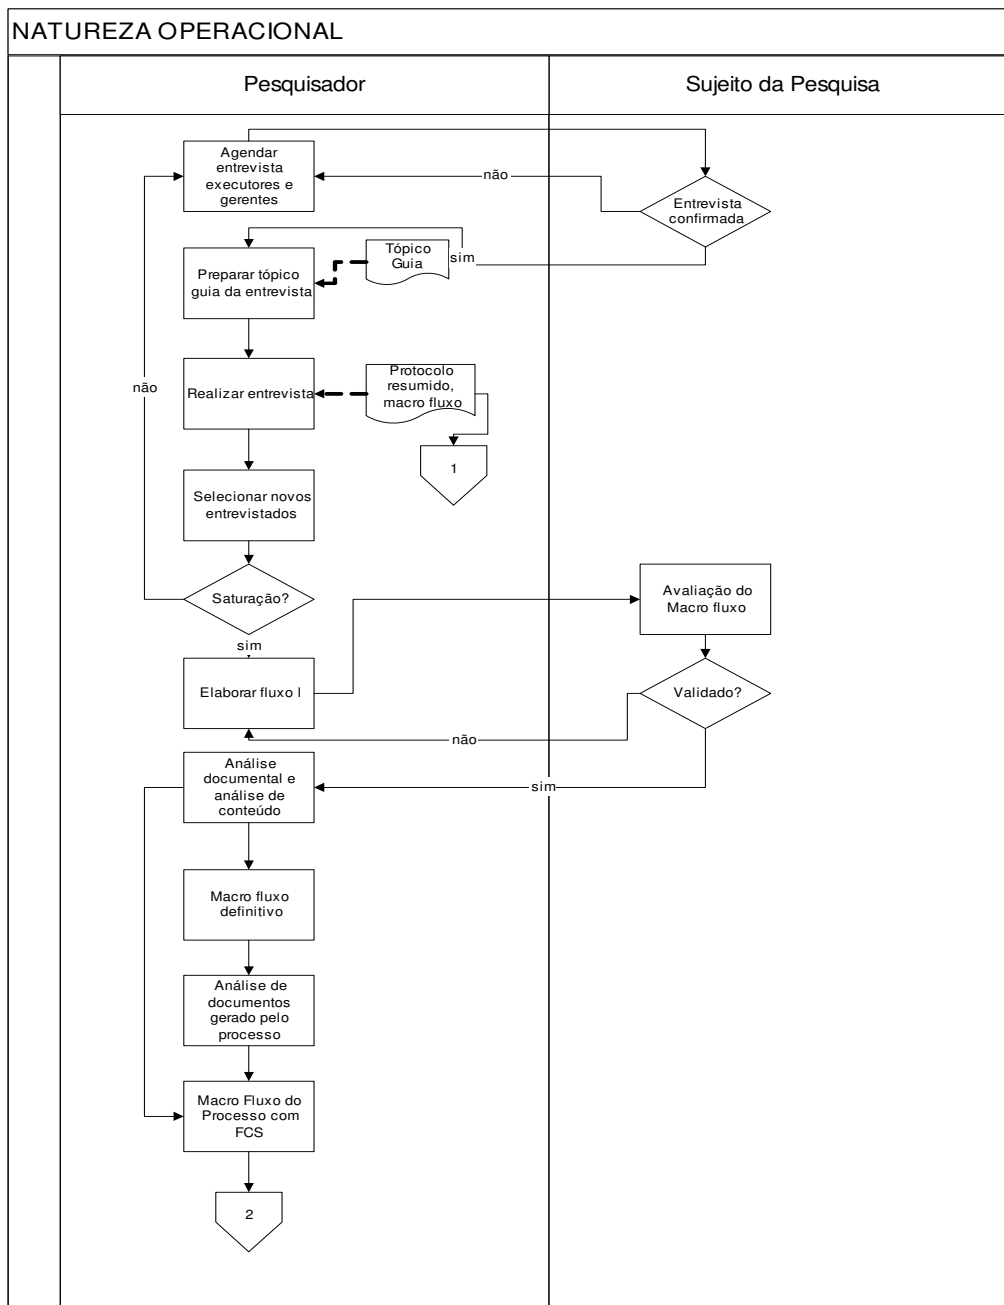 NATUREZA OPERACIONAL
Pesquisador
Sujeito da Pesquisa
Agendar
entrevista
executores e
gerentes
não
Entrevista
confirmada
Tópico
Guia
sim
Preparar tópico
guia da entrevista
não
Realizar entrevista
Protocolo
resumido,
macro fluxo
1
Selecionar novos
entrevistados
Saturação?
sim
Avaliação do
Macro fluxo
Elaborar fluxo I
Validado?
não
Análise
documental e
análise de
conteúdo
sim
Macro fluxo
definitivo
Análise de
documentos
gerado pelo
processo
Macro Fluxo do
Processo com
FCS
2